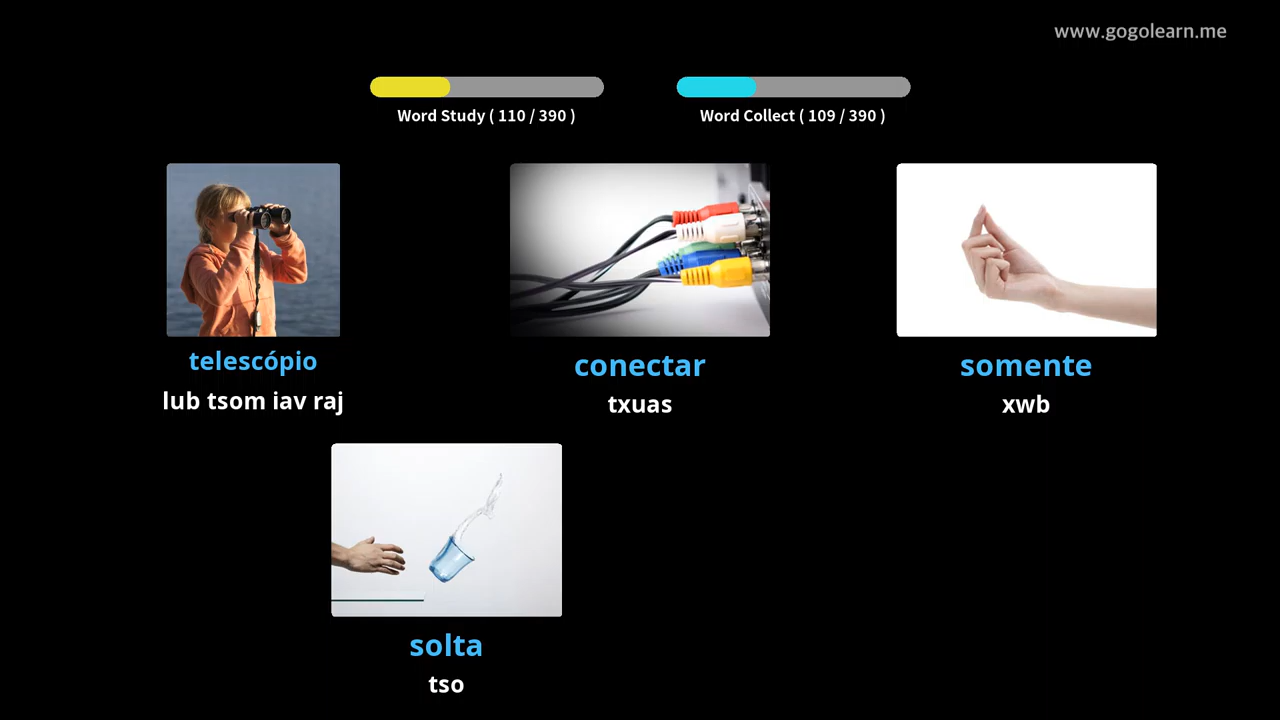 www.gogolearn.me
Word Study ( 110 / 390 )
Word Collect ( 109 / 390 )
telescópio
lub tsom iav raj
conectar
txuas
somente
xwb
solta
tso